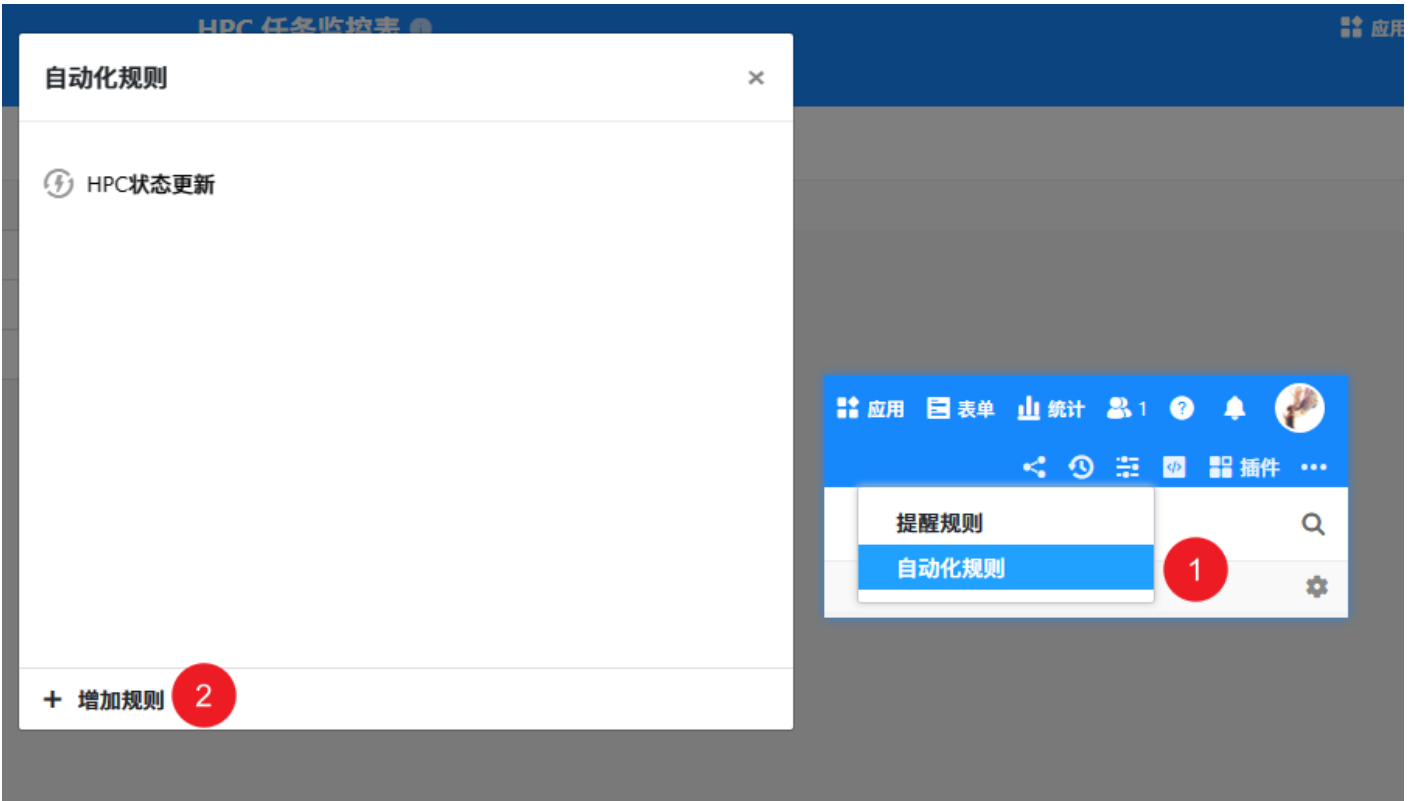 HPC 任务监控表
应用
自动化规则
HPC状态更新
应用 表单 统计 1
插件
提醒规则
自动化规则
1
+ 增加规则
2